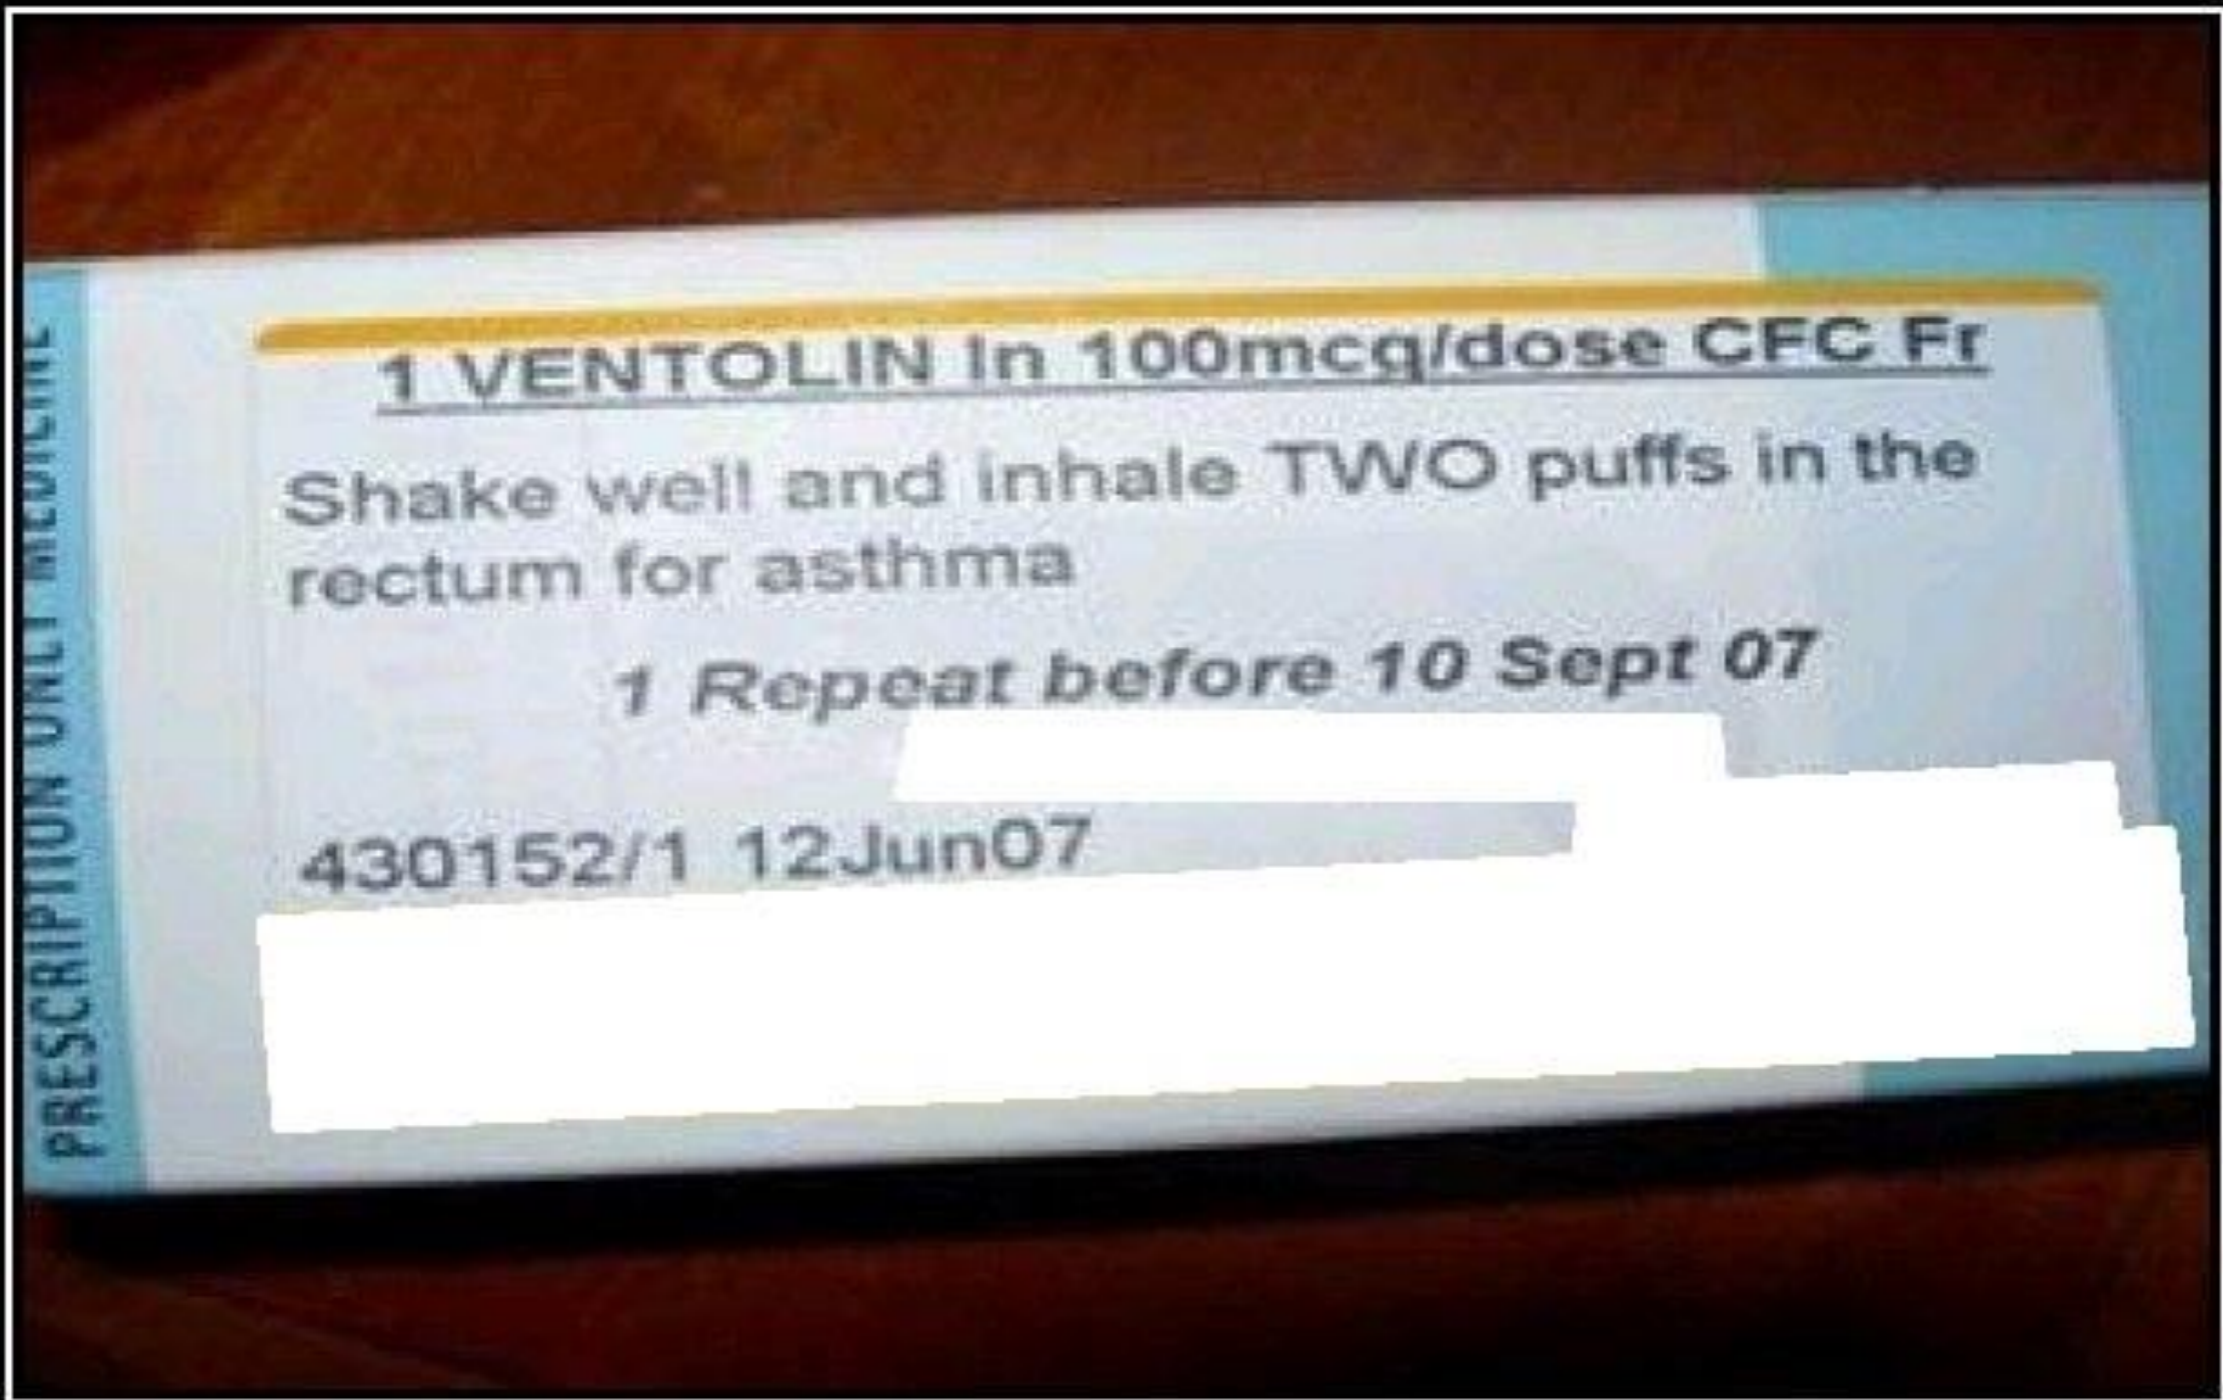 PRESCRIPTION ONLY MEDICINE
1 VENTOLIN In 100mcg/dose CFC Fr
Shake well and inhale TWO puffs in the
rectum for asthma
1 Repeat before 10 Sept 07
430152/1 12Jun07